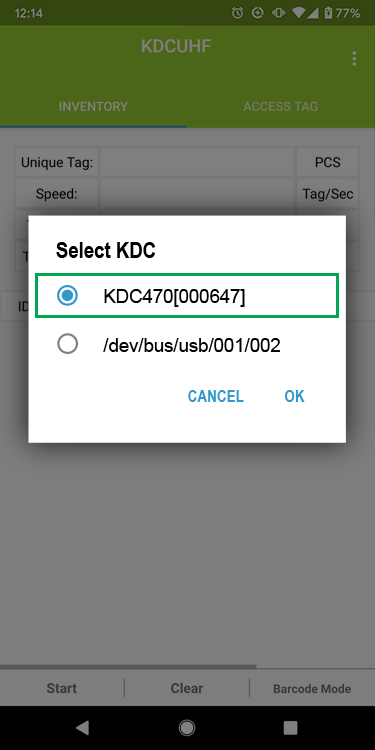 12:14 77%
KDCUHF
INVENTORY ACCESS TAG
Unique Tag: PCS
Speed: Tag/Sec
Select KDC
KDC470[000647]
ID
/dev/bus/usb/001/002
CANCEL OK
Start Clear Barcode Mode